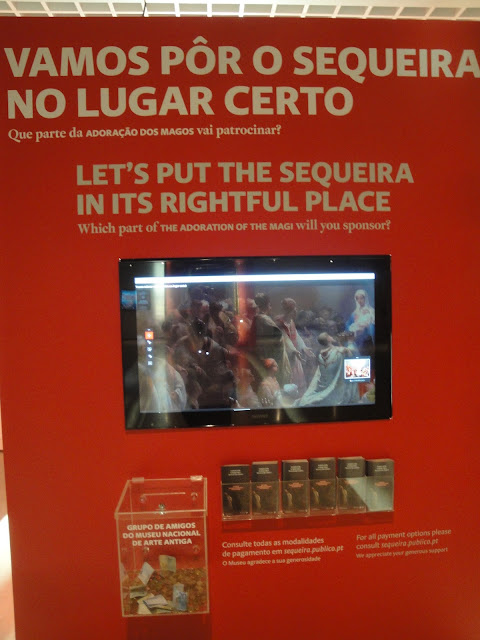 VAMOS PÔR O SEQUEIRA
NO LUGAR CERTO
Que parte da ADORAÇÃO DOS MAGOS vai patrocinar?
LET'S PUT THE SEQUEIRA
IN ITS RIGHTFUL PLACE
Which part of THE ADORATION OF THE MAGI will you sponsor?
GRUPO DE AMIGOS
DO MUSEU NACIONAL
DE ARTE ANTIGA
Consulte todas as modalidades
de pagamento em sequeira.publico.pt
O Museu agradece a sua generosidade
For all payment options please
consult sequeira.publico.pt
We appreciate your generous support